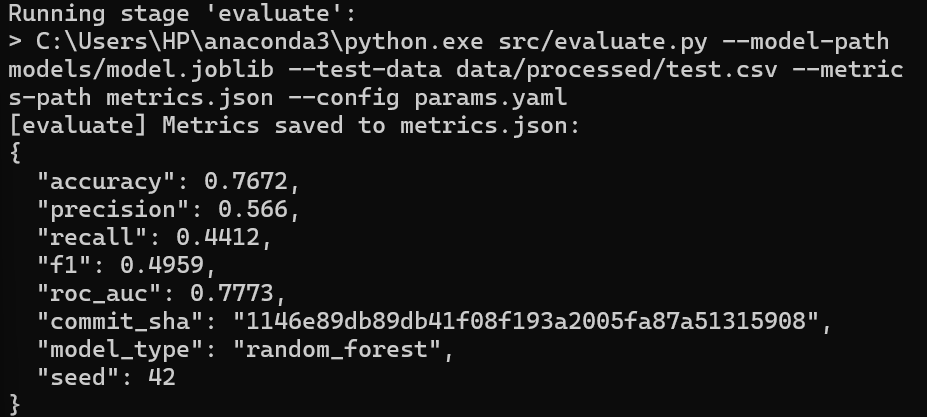 Running stage 'evaluate':
> C:\Users\HP\anaconda3\python.exe src/evaluate.py --model-path
models/model.joblib --test-data data/processed/test.csv --metric
s-path metrics.json --config params.yaml
[evaluate] Metrics saved to metrics.json:
{
  "accuracy": 0.7672,
  "precision": 0.566,
  "recall": 0.4412,
  "f1": 0.4959,
  "roc_auc": 0.7773,
  "commit_sha": "1146e89db89db41f08f193a2005fa87a51315908",
  "model_type": "random_forest",
  "seed": 42
}